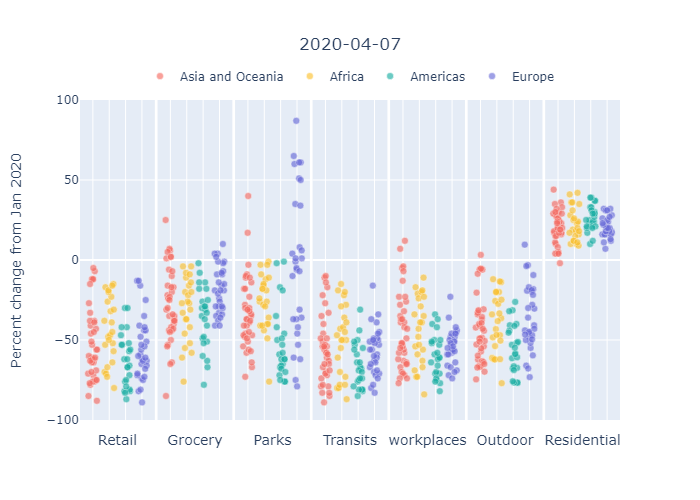 2020-04-07
Asia and Oceania Africa Americas Europe
Percent change from Jan 2020
100
50
0
−50
−100
Retail Grocery Parks Transits workplaces Outdoor Residential